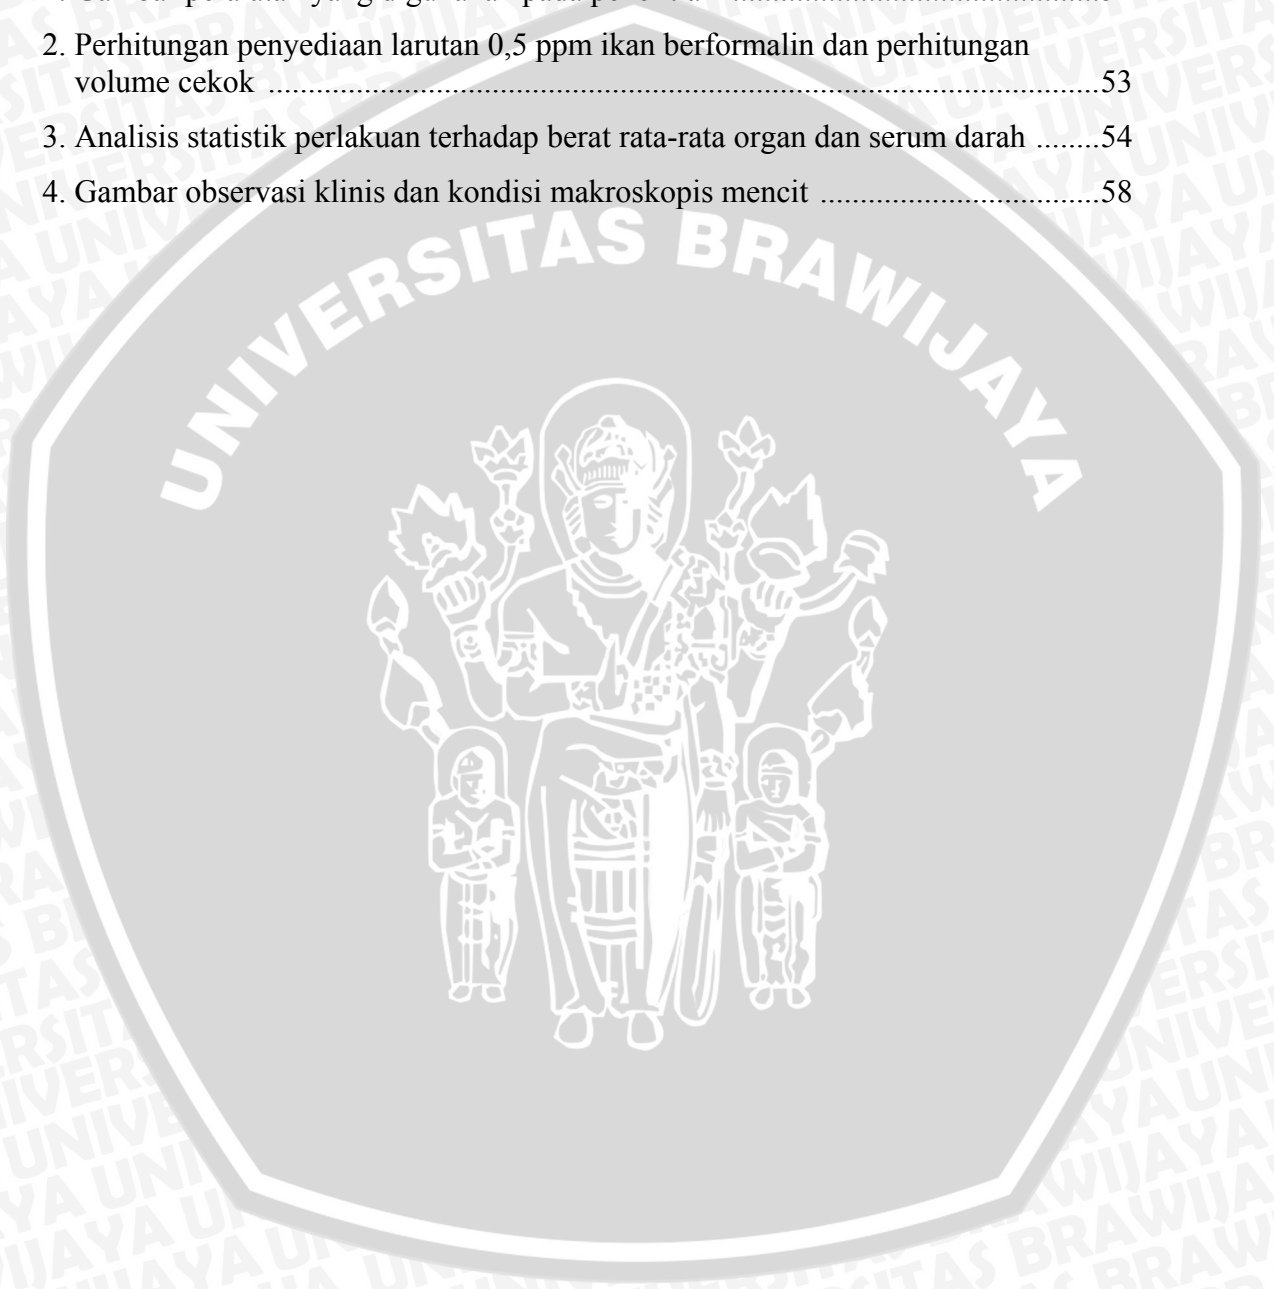 2. Perhitungan penyediaan larutan 0,5 ppm ikan berformalin dan perhitungan
volume cekok ........................................................................................................53
3. Analisis statistik perlakuan terhadap berat rata-rata organ dan serum darah ........54
4. Gambar observasi klinis dan kondisi makroskopis mencit ...................................58
UNIVERSITAS BRAWIJAYA